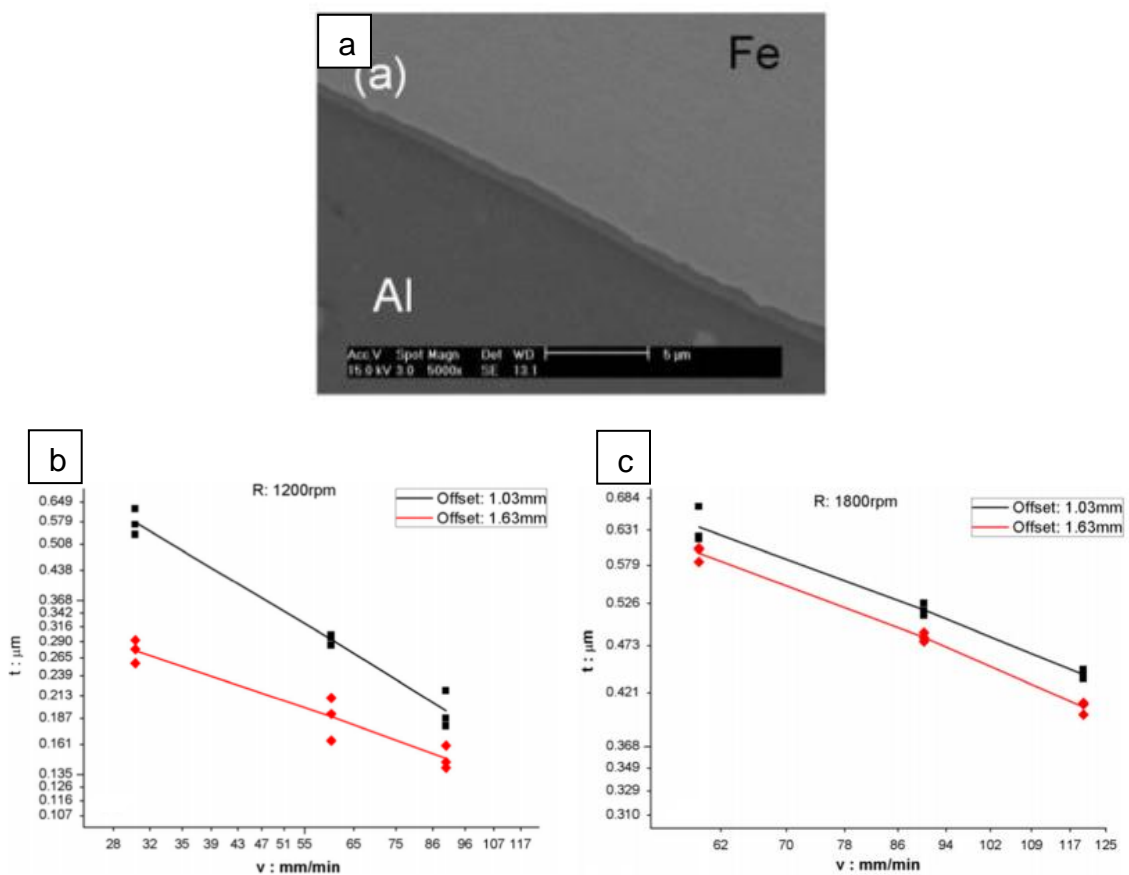 a
(a)
Fe
Al
Acc.V Spot Magn Det WD 5 μm
15.0 kV 3.0 5000x SE 13.1
b
R: 1200rpm
Offset: 1.03mm
Offset: 1.63mm
0.649
0.579
0.508
0.438
0.368
0.342
0.316
0.290
0.265
0.239
0.213
0.187
0.161
0.135
0.126
0.116
0.107
t : μm
28 32 35 39 43 47 51 55 65 75 86 96 107 117
v : mm/min
c
R: 1800rpm
Offset: 1.03mm
Offset: 1.63mm
0.684
0.631
0.579
0.526
0.473
0.421
0.368
0.349
0.329
0.310
t : μm
62 70 78 86 94 102 109 117 125
v : mm/min